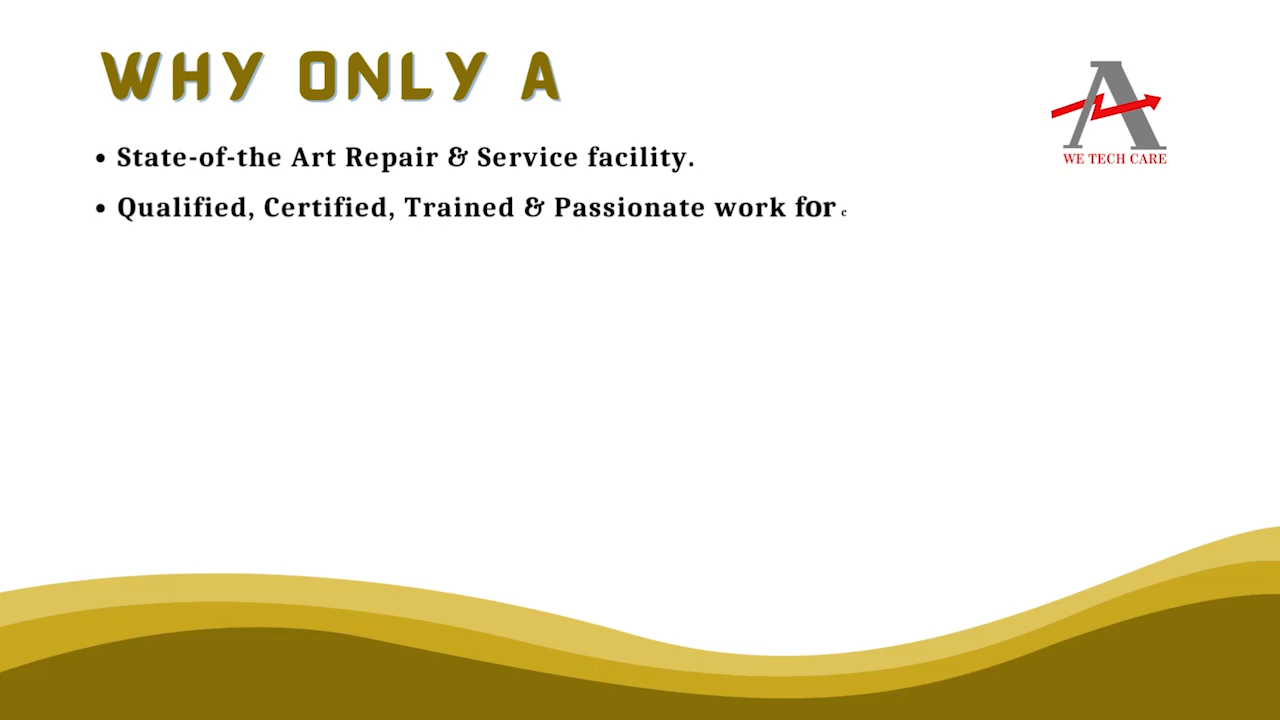 WHY ONLY A
A
WE TECH CARE
• State-of-the Art Repair & Service facility.
• Qualified, Certified, Trained & Passionate work for c